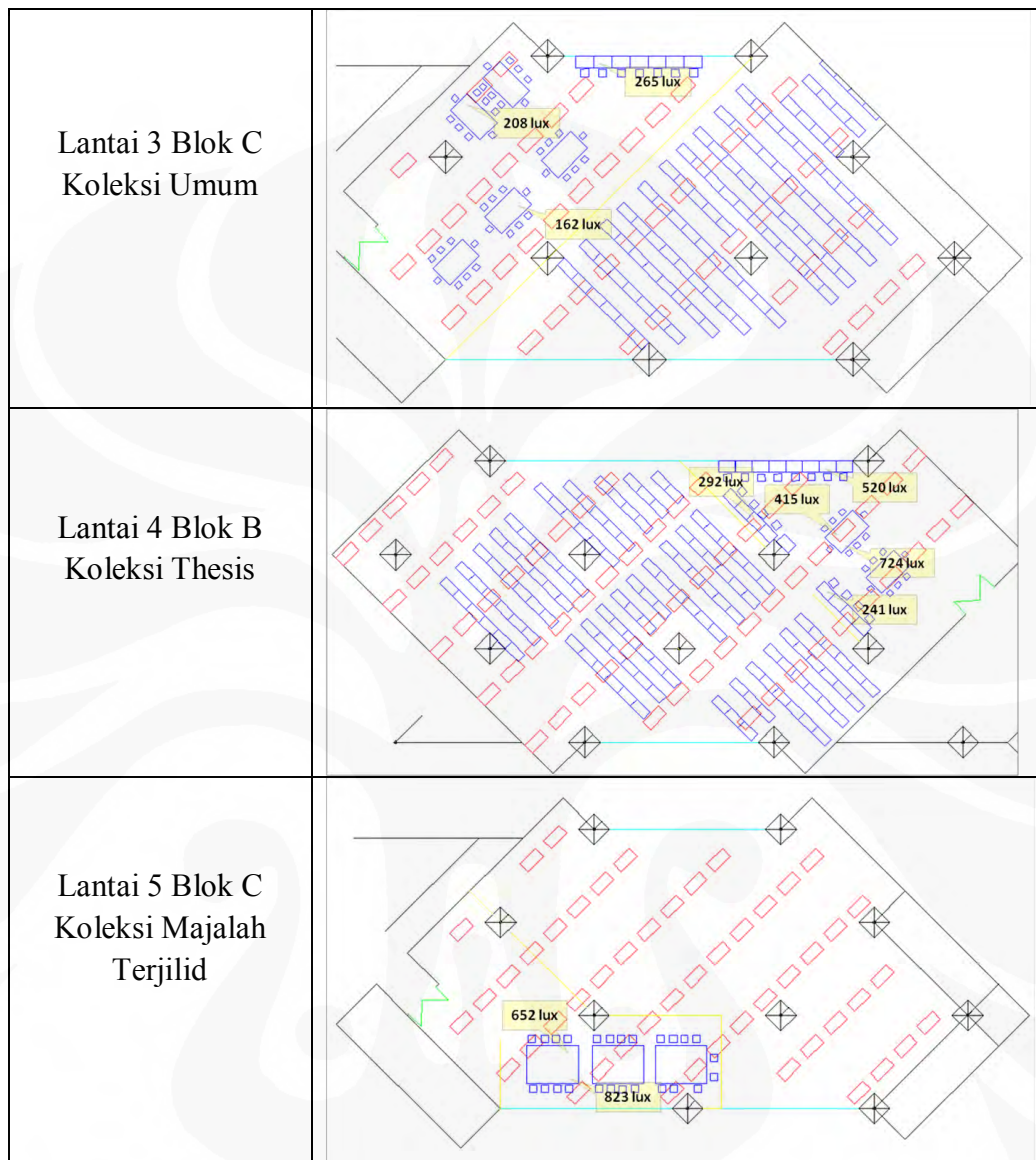 Lantai 3 Blok C
Koleksi Umum
265 lux
208 lux
162 lux
Lantai 4 Blok B
Koleksi Thesis
292 lux
415 lux
520 lux
724 lux
241 lux
Lantai 5 Blok C
Koleksi Majalah
Terjilid
652 lux
823 lux